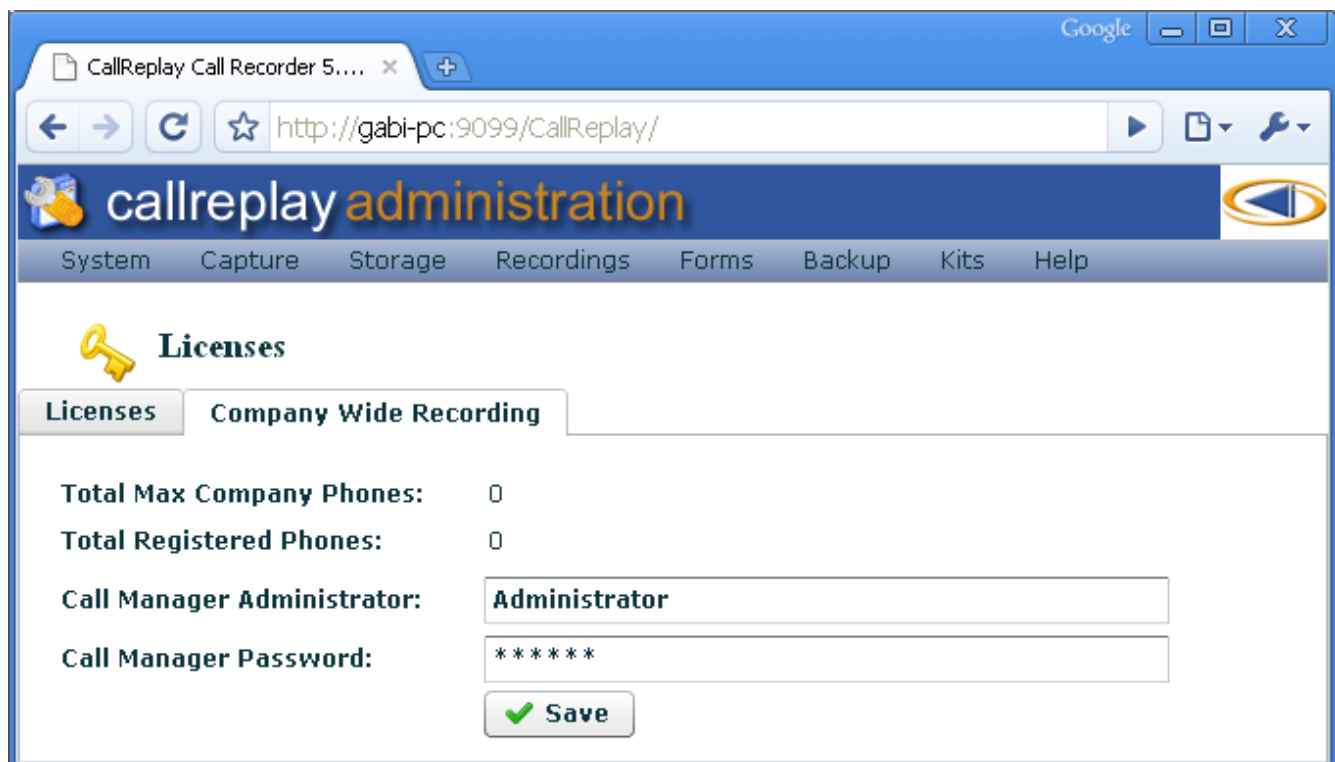 Google
CallReplay Call Recorder 5....
http://gabi-pc:9099/CallReplay/
callreplay administration
System Capture Storage Recordings Forms Backup Kits Help
Licenses
Licenses Company Wide Recording
Total Max Company Phones: 0
Total Registered Phones: 0
Call Manager Administrator: Administrator
Call Manager Password: ******
Save